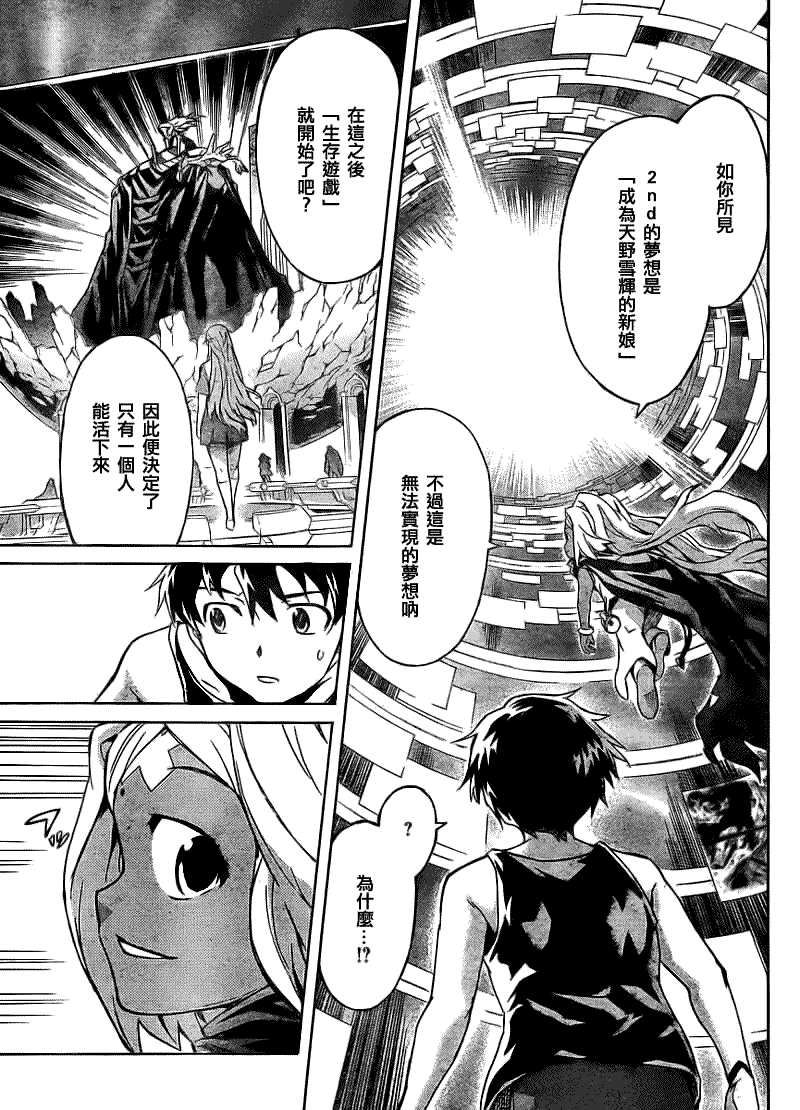 如你所見
2nd的夢想是
「成為天野雪輝的新娘」
不過這是
無法實現的夢想吶
?
為什麼…!?
在這之後
「生存遊戲」
就開始了吧?
因此便決定了
只有一個人
能活下來